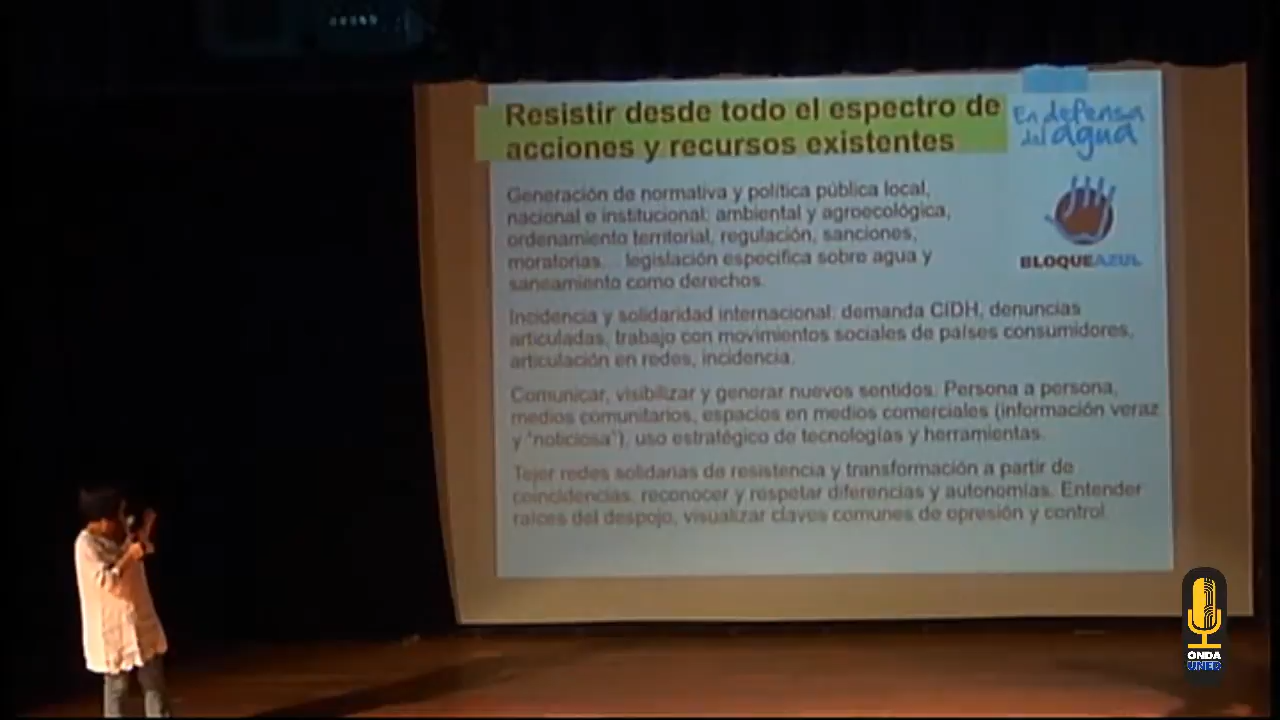 Resistir desde todo el espectro de
acciones y recursos existentes
En defensa
del agua
BLOQUEAZUL
Generación de normativa y política pública local,
nacional e institucional: ambiental y agroecológica,
ordenamiento territorial, regulación, sanciones,
moratorias... legislación específica sobre agua y
saneamiento como derechos.
Incidencia y solidaridad internacional: demanda CIDH, denuncias
articuladas, trabajo con movimientos sociales de países consumidores,
articulación en redes, incidencia.
Comunicar, visibilizar y generar nuevos sentidos. Persona a persona,
medios comunitarios, espacios en medios comerciales (información veraz
y "noticiosa"), uso estratégico de tecnologías y herramientas.
Tejer redes solidarias de resistencia y transformación a partir de
coincidencias, reconocer y respetar diferencias y autonomías. Entender
raíces del despojo, visualizar claves comunes de opresión y control
ONDA
UNED